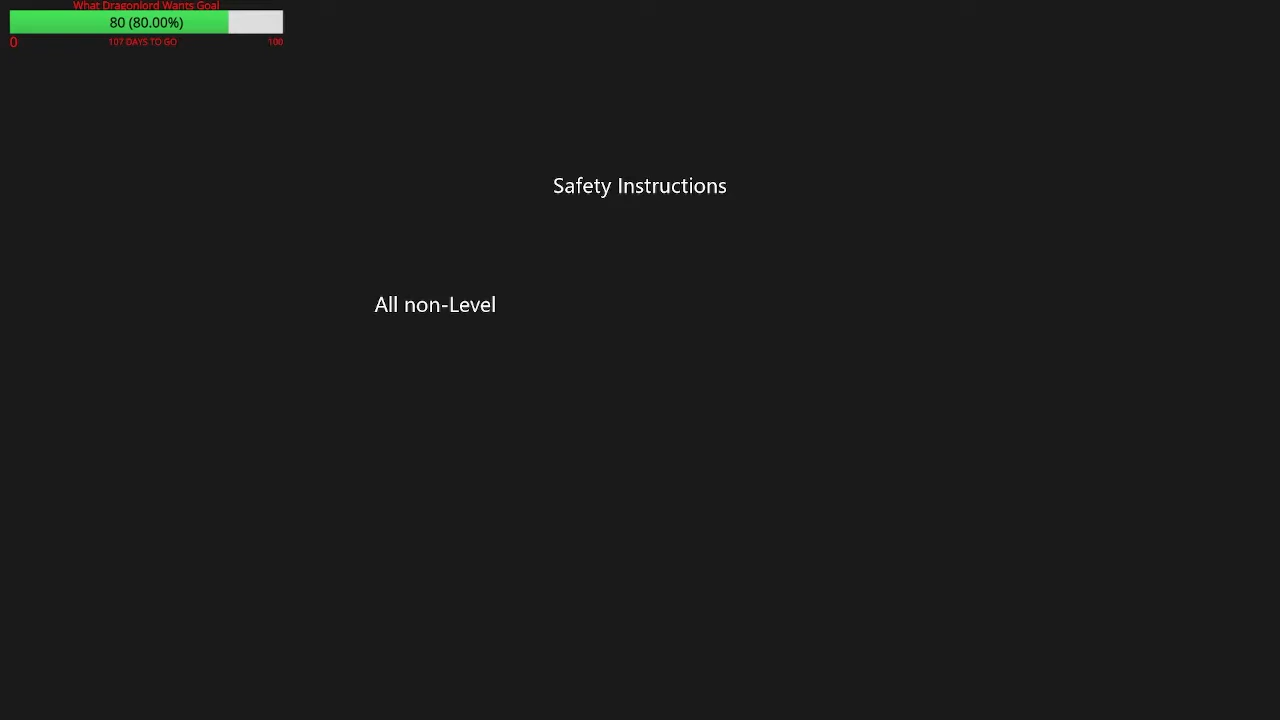 What Dragonlord Wants Goal
80 (80.00%)
0 107 DAYS TO GO 100
Safety Instructions
All non-Level